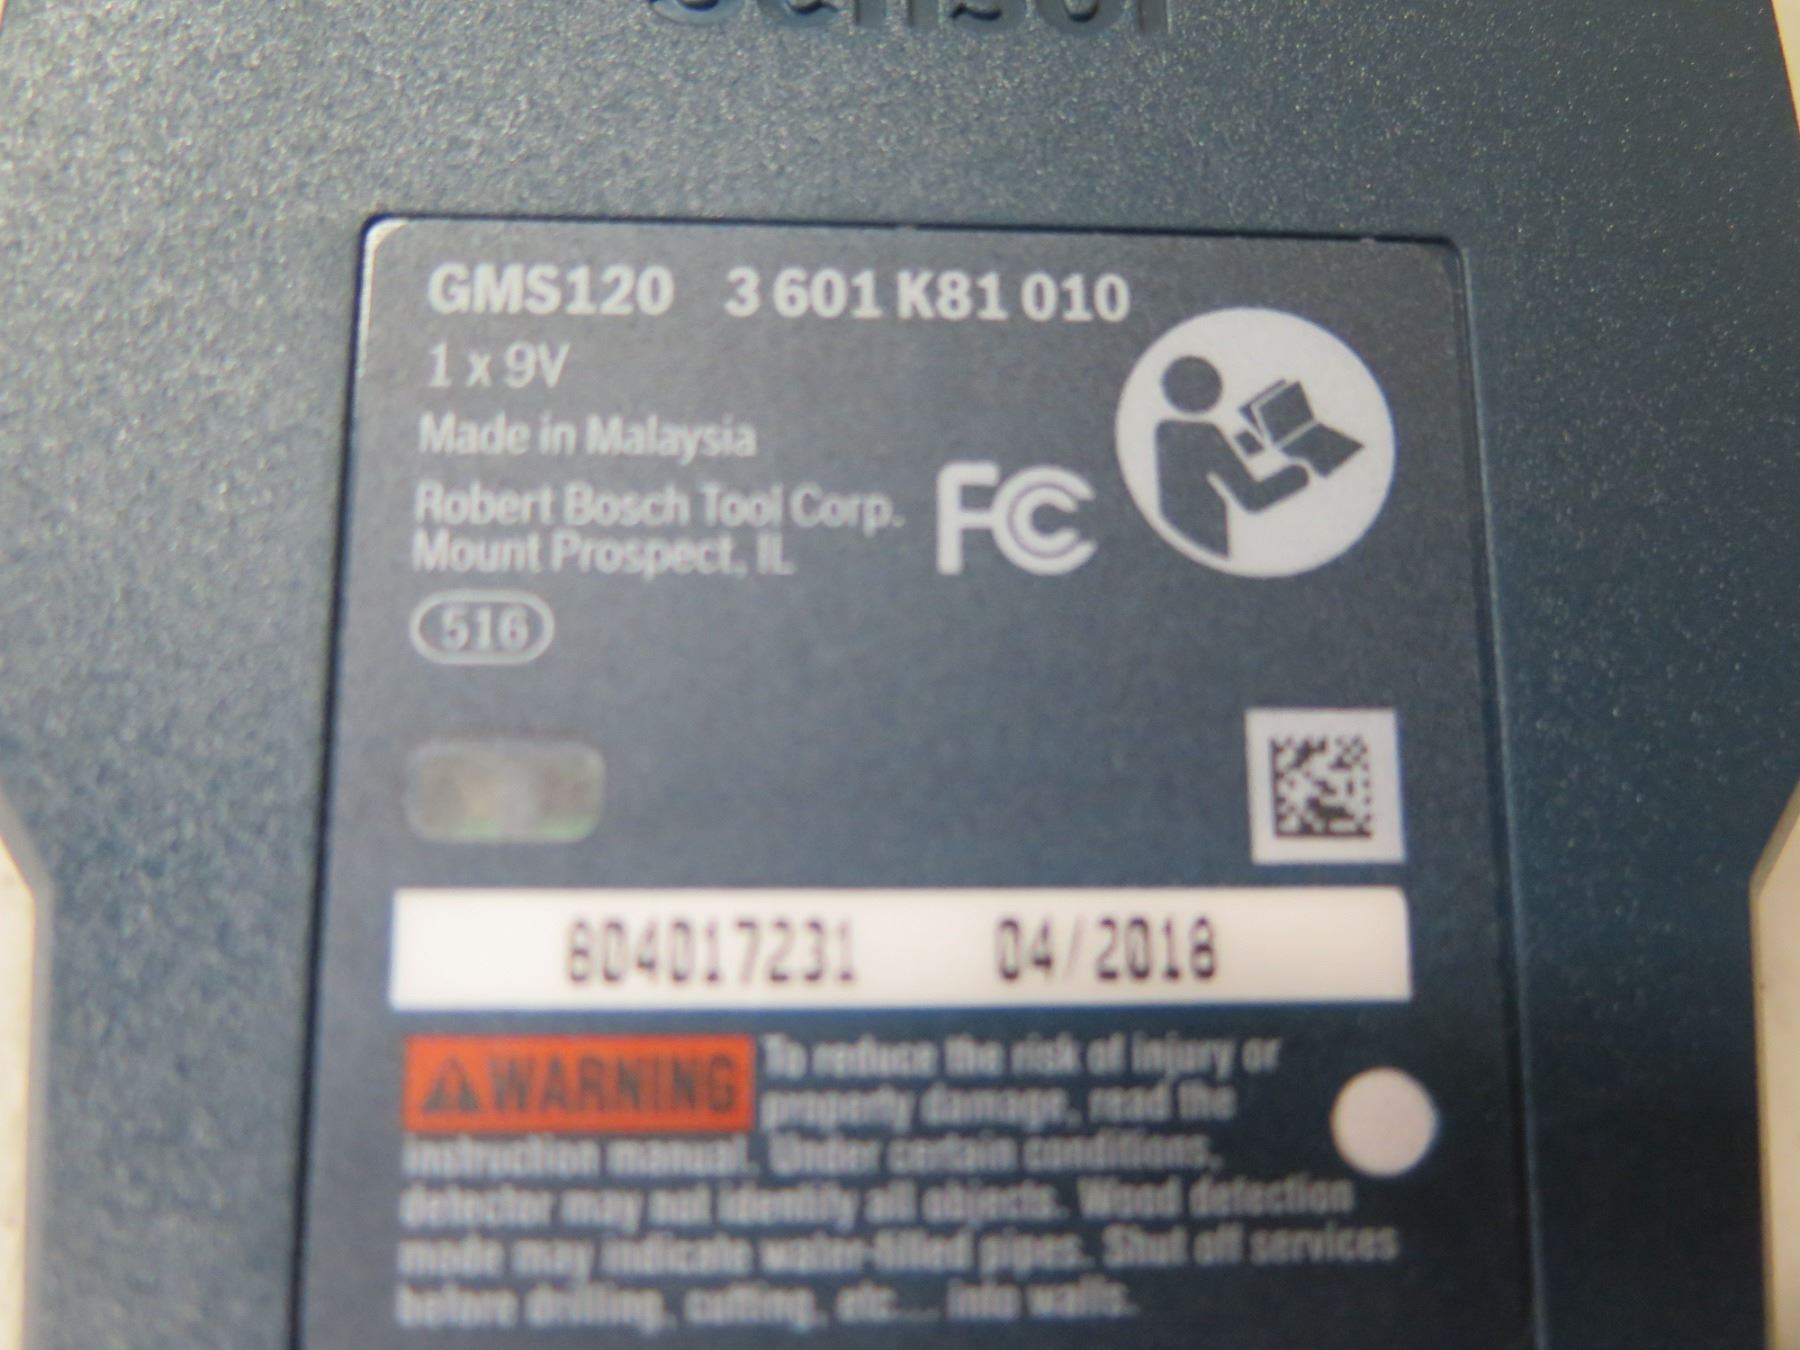 Sensor
GMS120 3 601 K81 010
1 x 9V
Made in Malaysia
Robert Bosch Tool Corp.
Mount Prospect, IL
FC
516
804017231 04/2018
WARNING To reduce the risk of injury or
property damage, read the
instruction manual. Under certain conditions,
detector may not identify all objects. Wood detection
mode may indicate water-filled pipes. Shut off services
before drilling, cutting, etc... into walls.